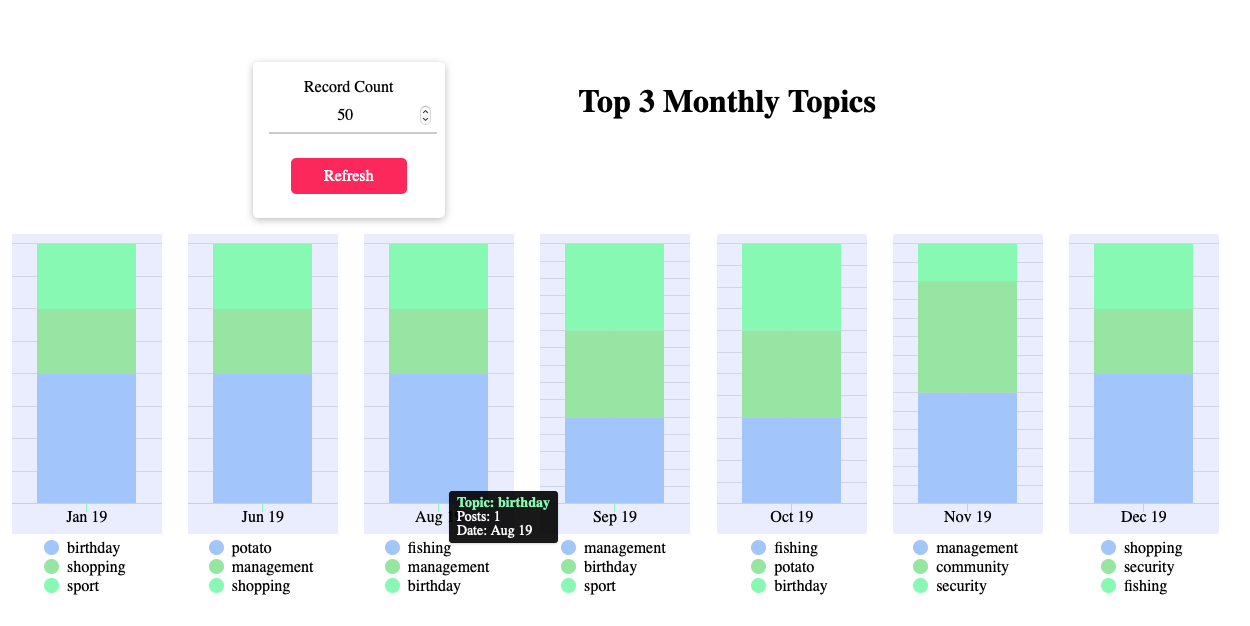 Record Count
50
Refresh
Top 3 Monthly Topics
Jan 19
birthday
shopping
sport
Jun 19
potato
management
shopping
Aug
Topic: birthday
Posts: 1
Date: Aug 19
fishing
management
birthday
Sep 19
management
birthday
sport
Oct 19
fishing
potato
birthday
Nov 19
management
community
security
Dec 19
shopping
security
fishing